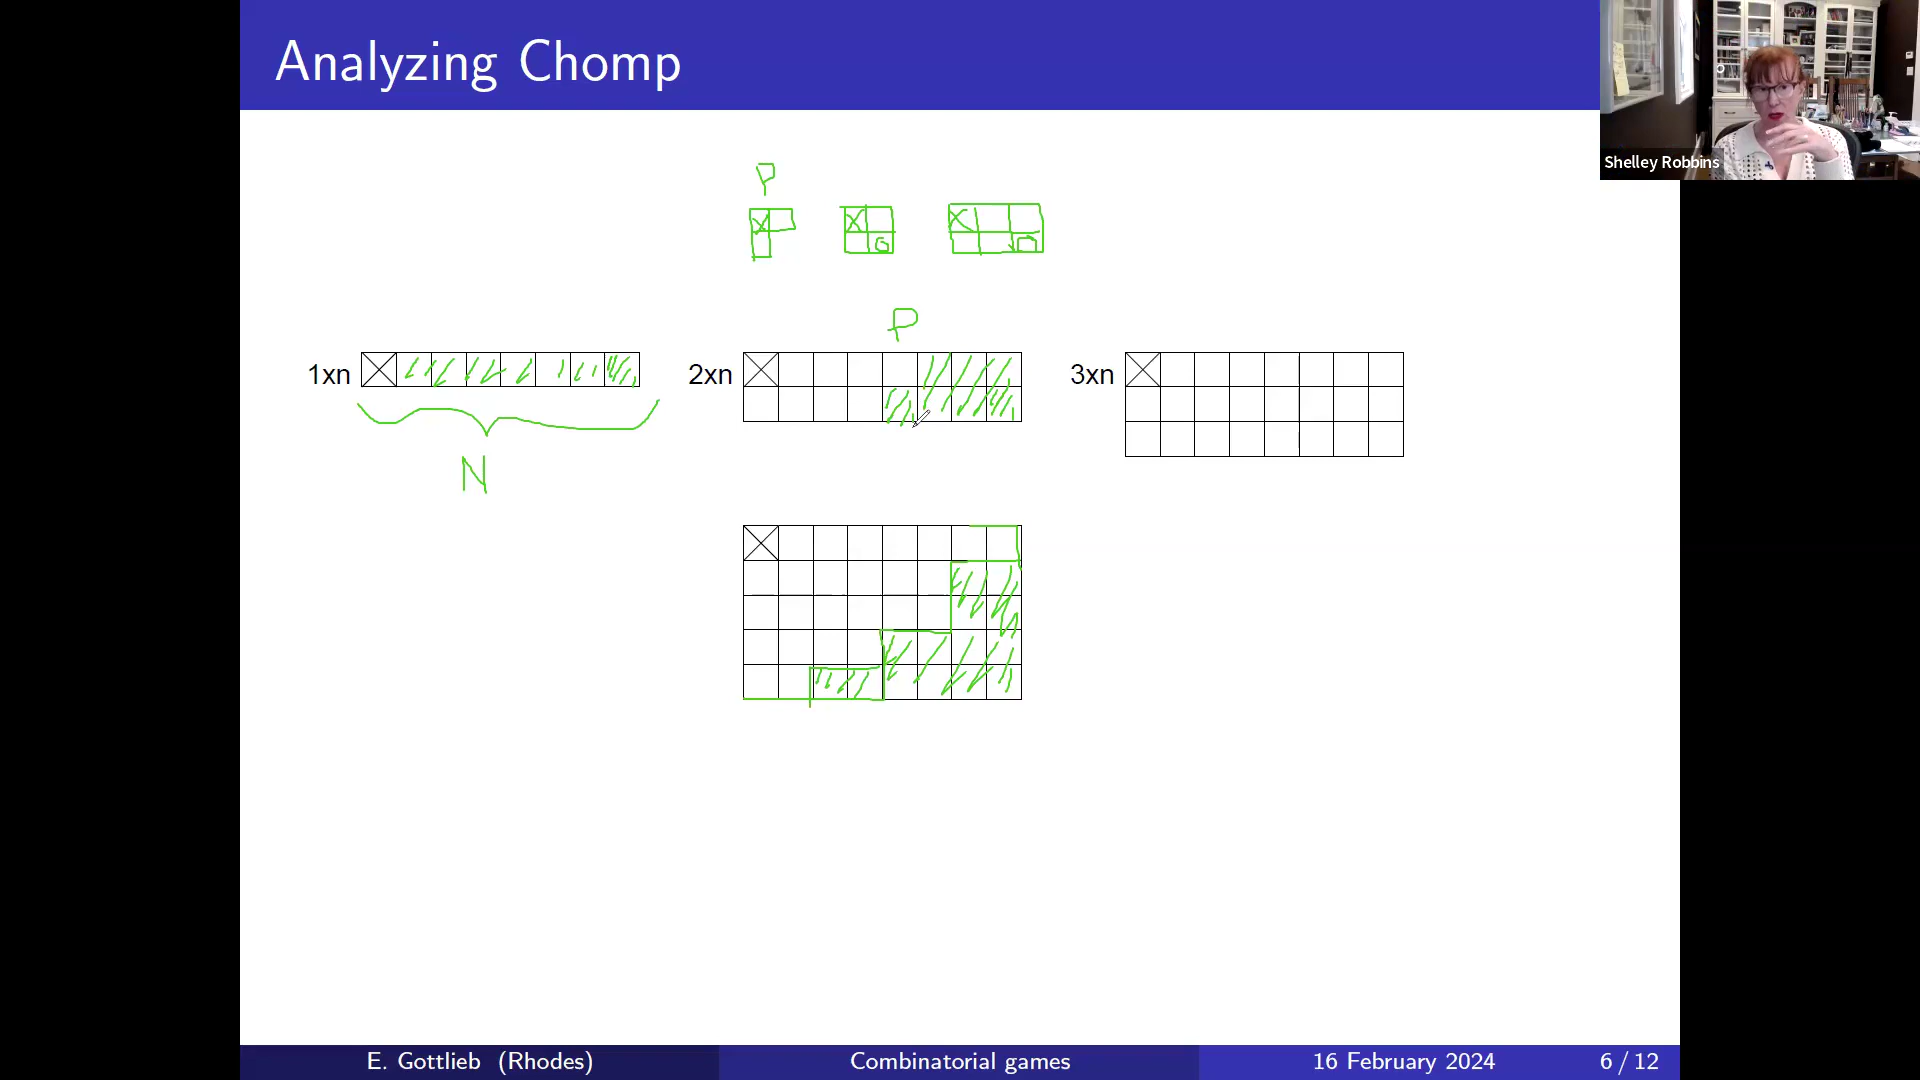 Analyzing Chomp
Shelley Robbins
P
X
X
X
P
1xn
2xn
3xn
N
E. Gottlieb (Rhodes)
Combinatorial games
16 February 2024
6 / 12